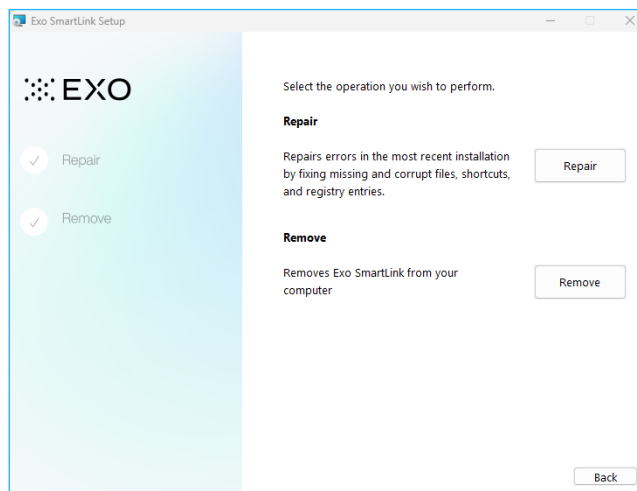 Exo SmartLink Setup
EXO
Repair
Remove
Select the operation you wish to perform.
Repair
Repairs errors in the most recent installation
by fixing missing and corrupt files, shortcuts,
and registry entries.
Repair
Remove
Removes Exo SmartLink from your
computer
Remove
Back